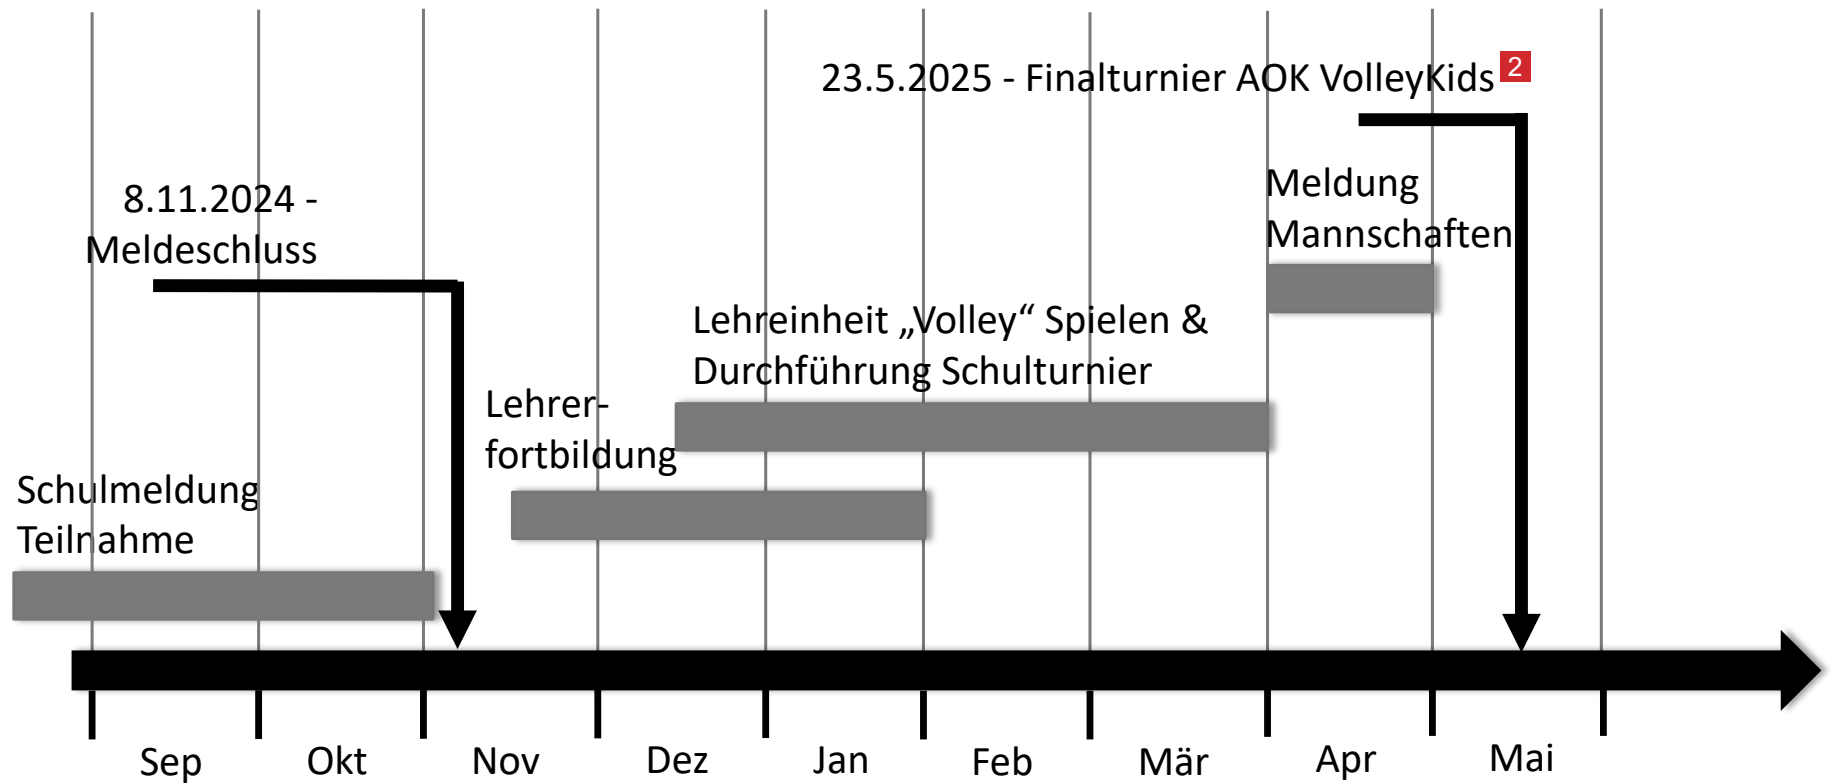 23.5.2025 - Finalturnier AOK VolleyKids 2
8.11.2024 -
Meldeschluss
Meldung
Mannschaften
Lehreinheit „Volley“ Spielen &
Durchführung Schulturnier
Lehrer-
fortbildung
Schulmeldung
Teilnahme
Sep Okt Nov Dez Jan Feb Mär Apr Mai